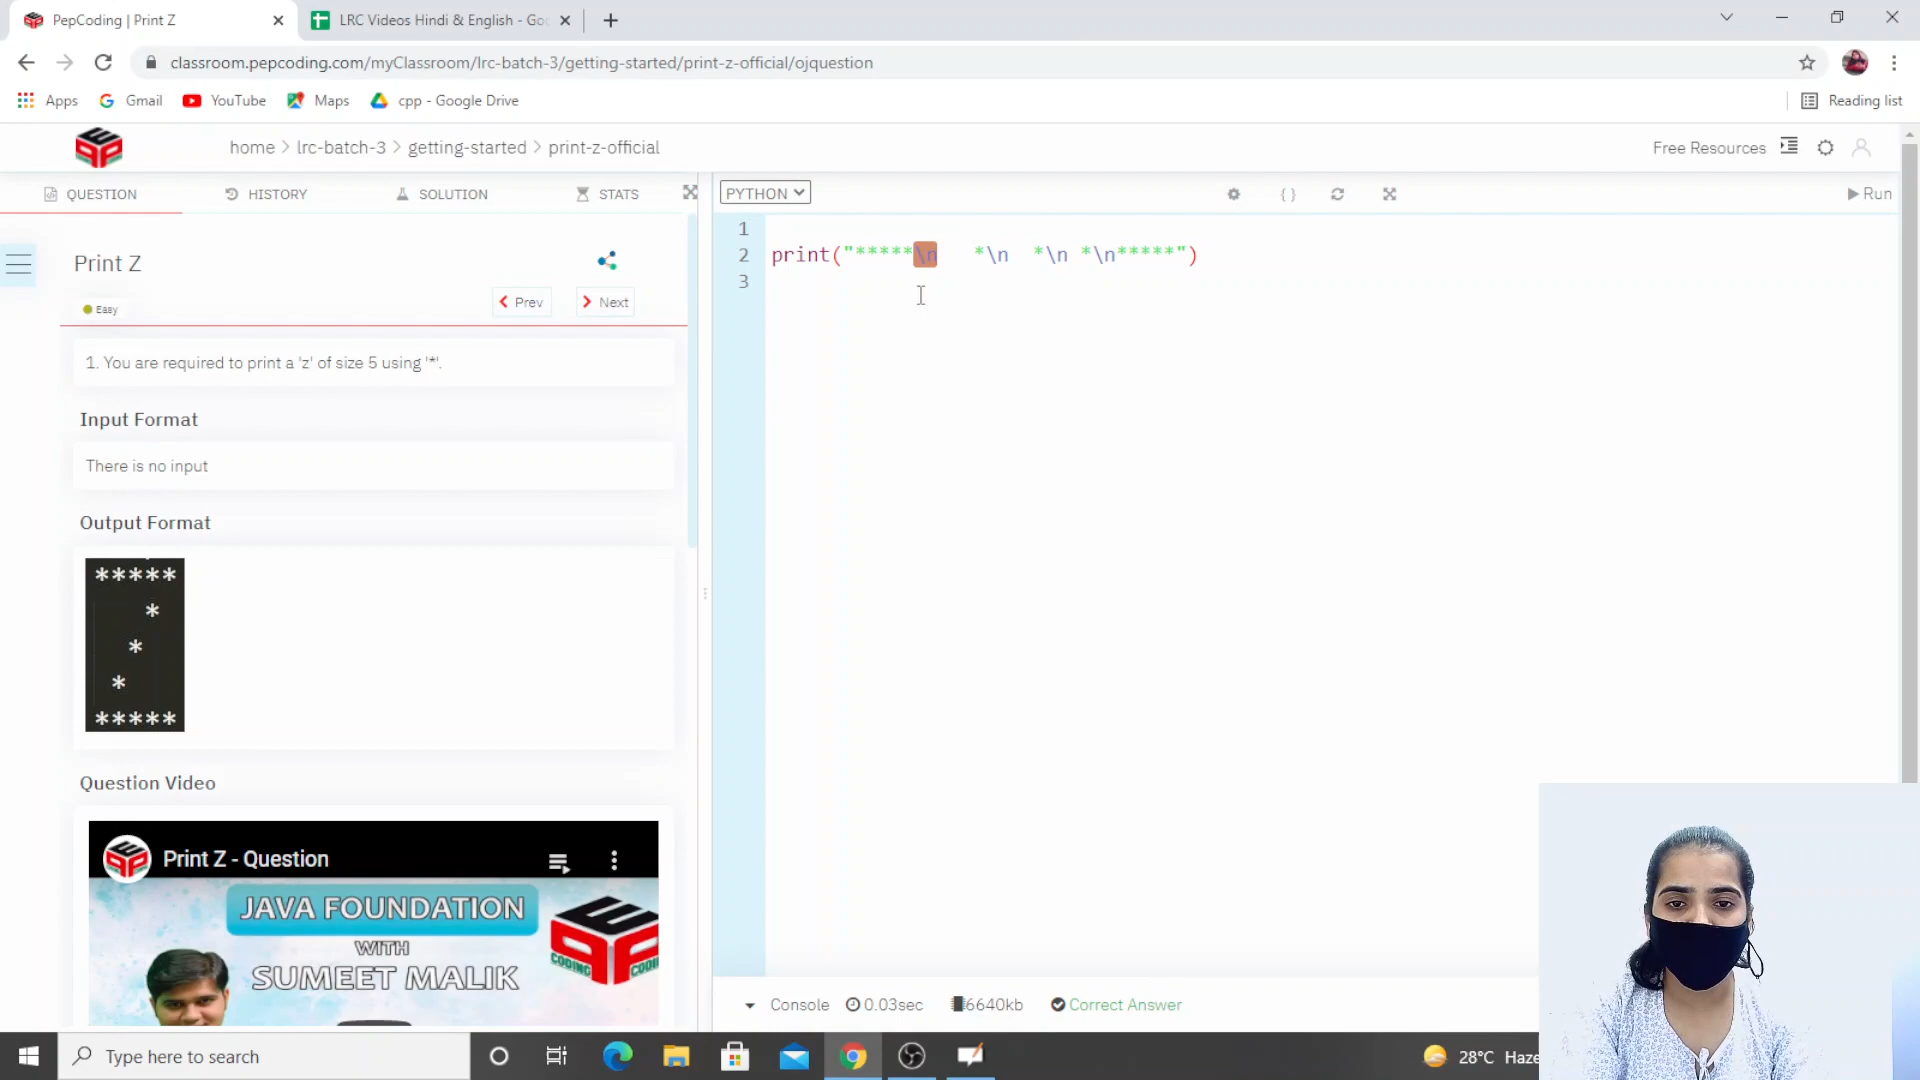 PepCoding | Print Z
LRC Videos Hindi & English - Goo
classroom.pepcoding.com/myClassroom/lrc-batch-3/getting-started/print-z-official/ojquestion
Apps Gmail YouTube Maps cpp - Google Drive Reading list
home > lrc-batch-3 > getting-started > print-z-official
Free Resources
QUESTION HISTORY SOLUTION STATS
PYTHON
Run
1
2 print("*****\n   *\n  *\n *\n*****")
3
Print Z
Easy
Prev Next
1. You are required to print a 'z' of size 5 using '*'.
Input Format
There is no input
Output Format
*****
   *
  *
 *
*****
Question Video
Print Z - Question
JAVA FOUNDATION
WITH
SUMEET MALIK
CODING
Console 0.03sec 6640kb Correct Answer
Type here to search
28°C Haze